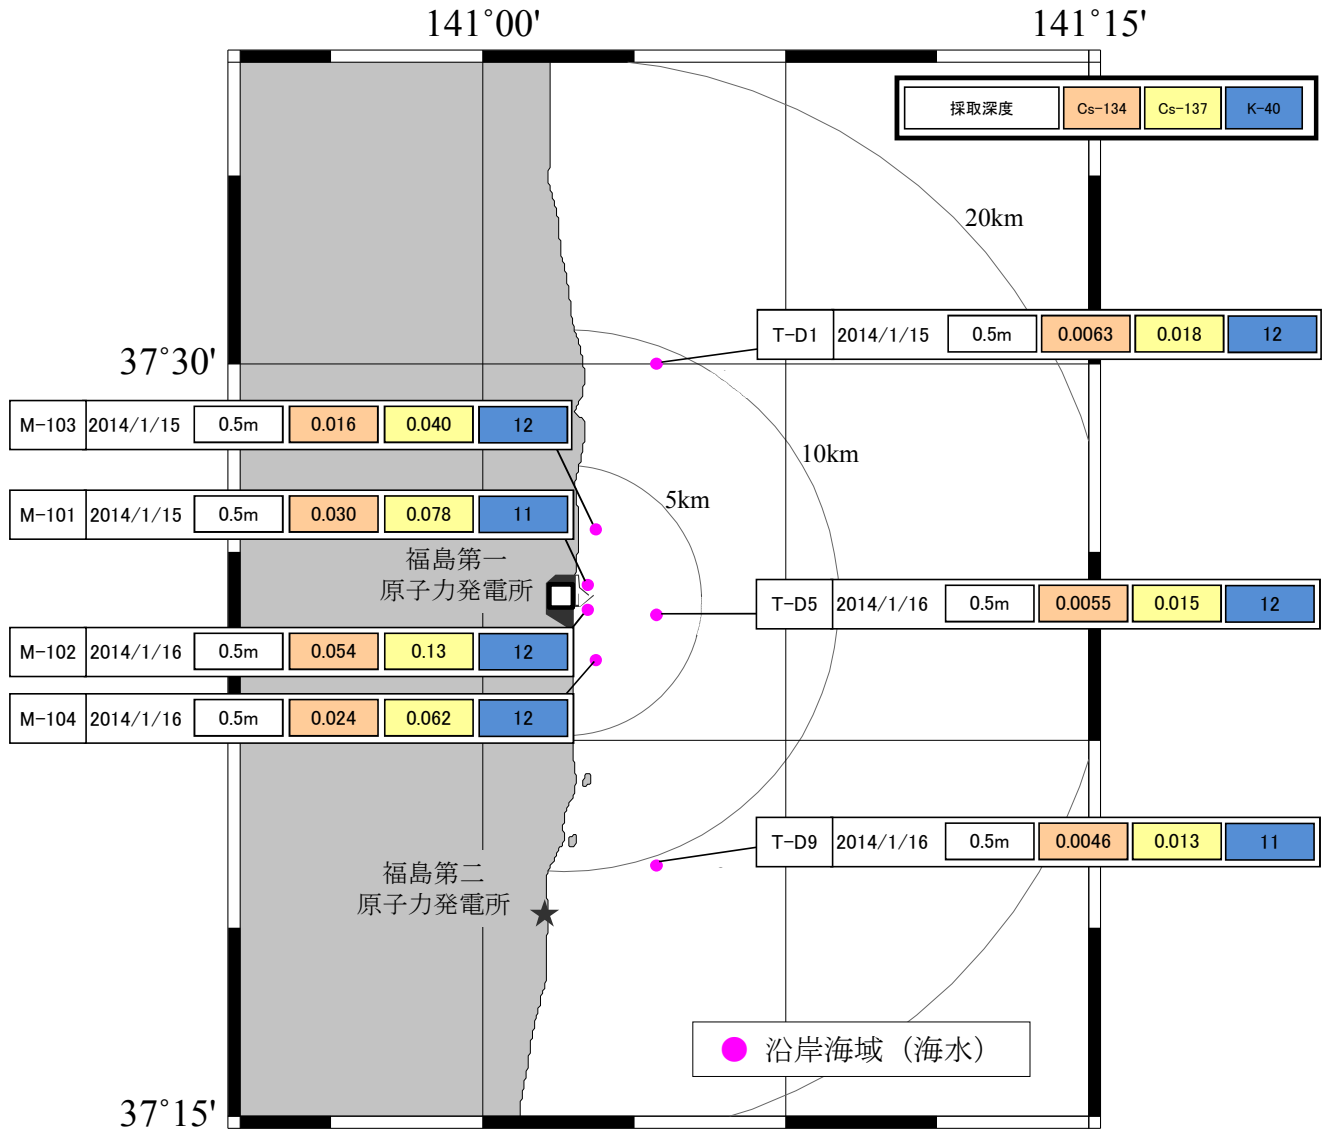 141°00' 141°15'
採取深度 Cs-134 Cs-137 K-40
20km
T-D1 2014/1/15 0.5m 0.0063 0.018 12
37°30'
M-103 2014/1/15 0.5m 0.016 0.040 12
10km
5km
M-101 2014/1/15 0.5m 0.030 0.078 11
福島第一
原子力発電所
T-D5 2014/1/16 0.5m 0.0055 0.015 12
M-102 2014/1/16 0.5m 0.054 0.13 12
M-104 2014/1/16 0.5m 0.024 0.062 12
T-D9 2014/1/16 0.5m 0.0046 0.013 11
福島第二
原子力発電所
沿岸海域（海水）
37°15'